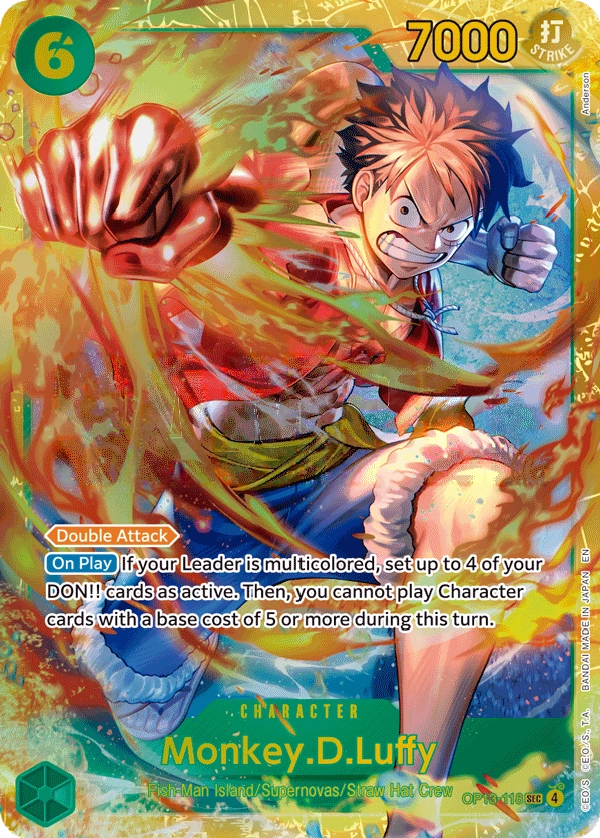 6
7000
打
STRIKE
Anderson
Double Attack
On Play If your Leader is multicolored, set up to 4 of your
DON!! cards as active. Then, you cannot play Character
cards with a base cost of 5 or more during this turn.
CHARACTER
Monkey.D.Luffy
Fish-Man Island/Supernovas/Straw Hat Crew
OP13-118 SEC 4
©E.O/S. ©E.O/S., T.A. BANDAI MADE IN JAPAN EN